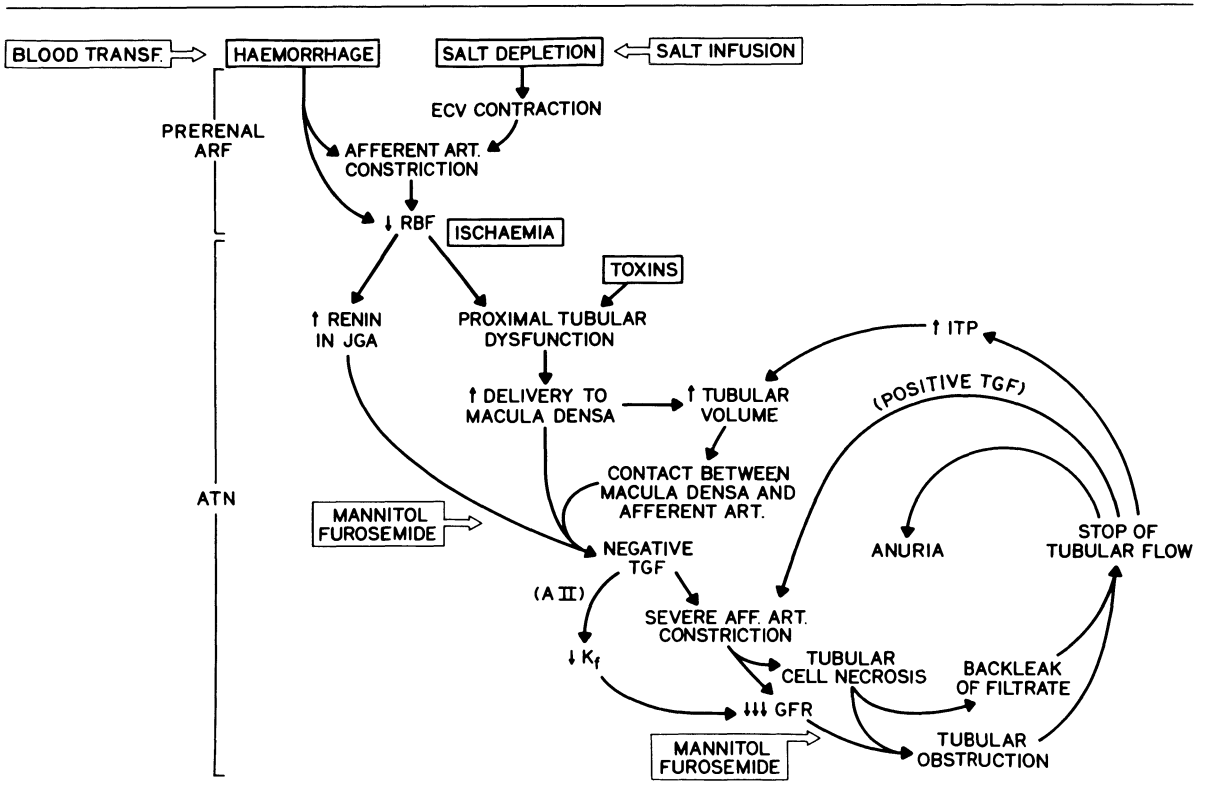 BLOOD TRANSF.
HAEMORRHAGE
SALT DEPLETION
SALT INFUSION
ECV CONTRACTION
PRERENAL
ARF
AFFERENT ART.
CONSTRICTION
↓ RBF
ISCHAEMIA
TOXINS
↑ RENIN
IN JGA
PROXIMAL TUBULAR
DYSFUNCTION
↑ ITP
(POSITIVE TGF)
↑ DELIVERY TO
MACULA DENSA
↑ TUBULAR
VOLUME
CONTACT BETWEEN
MACULA DENSA AND
AFFERENT ART.
ATN
MANNITOL
FUROSEMIDE
NEGATIVE
TGF
ANURIA
STOP OF
TUBULAR FLOW
(A II)
SEVERE AFF. ART.
CONSTRICTION
↓ Kf
TUBULAR
CELL NECROSIS
BACKLEAK
OF FILTRATE
↓↓↓ GFR
MANNITOL
FUROSEMIDE
TUBULAR
OBSTRUCTION